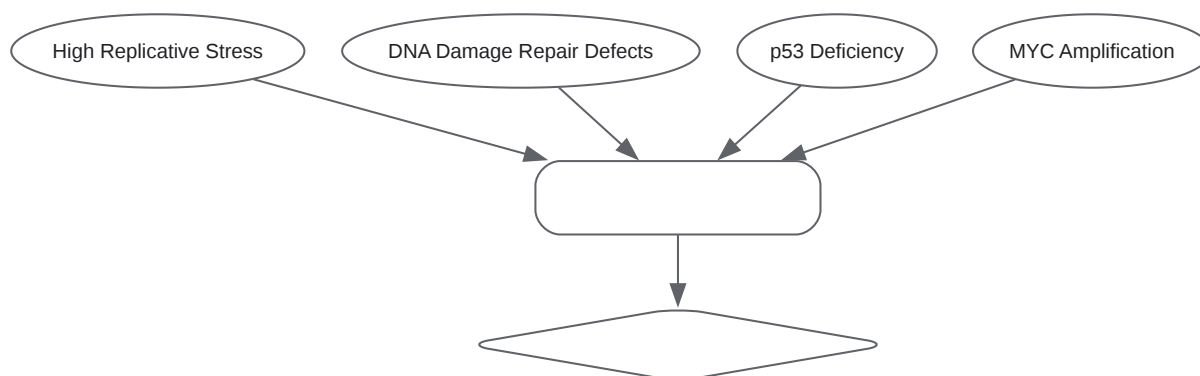 High Replicative Stress
DNA Damage Repair Defects
p53 Deficiency
MYC Amplification